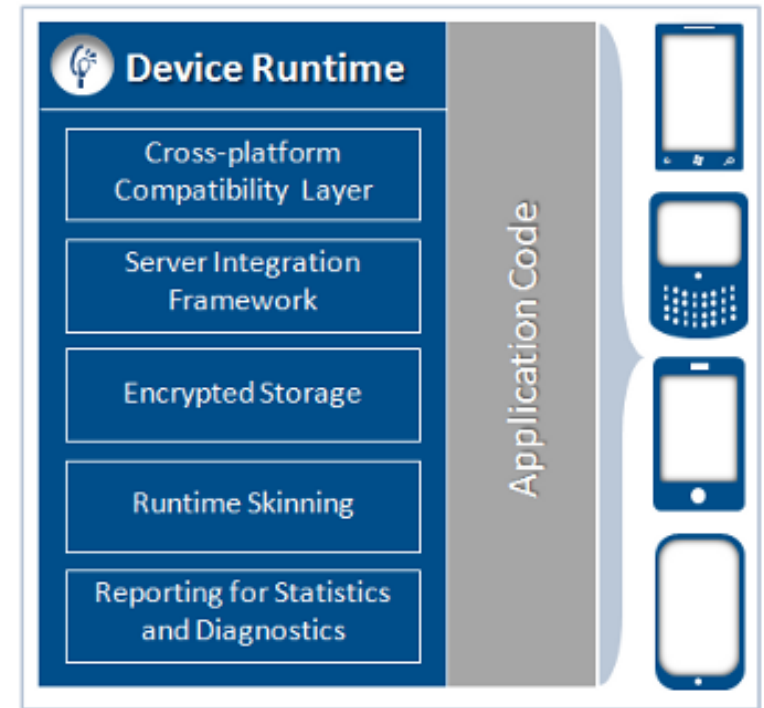 Device Runtime
Cross-platform
Compatibility Layer
Server Integration
Framework
Encrypted Storage
Runtime Skinning
Reporting for Statistics
and Diagnostics
Application Code